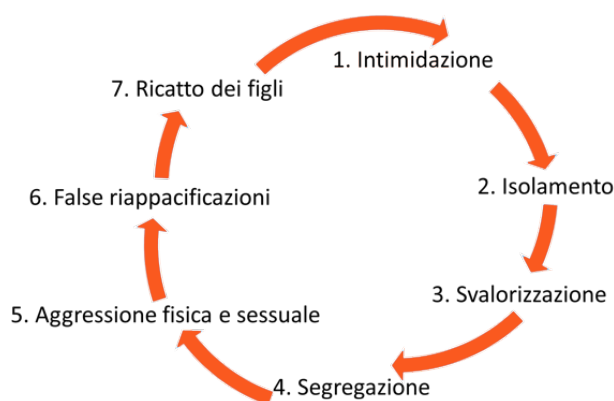 1. Intimidazione
2. Isolamento
3. Svalorizzazione
4. Segregazione
5. Aggressione fisica e sessuale
6. False riappacificazioni
7. Ricatto dei figli